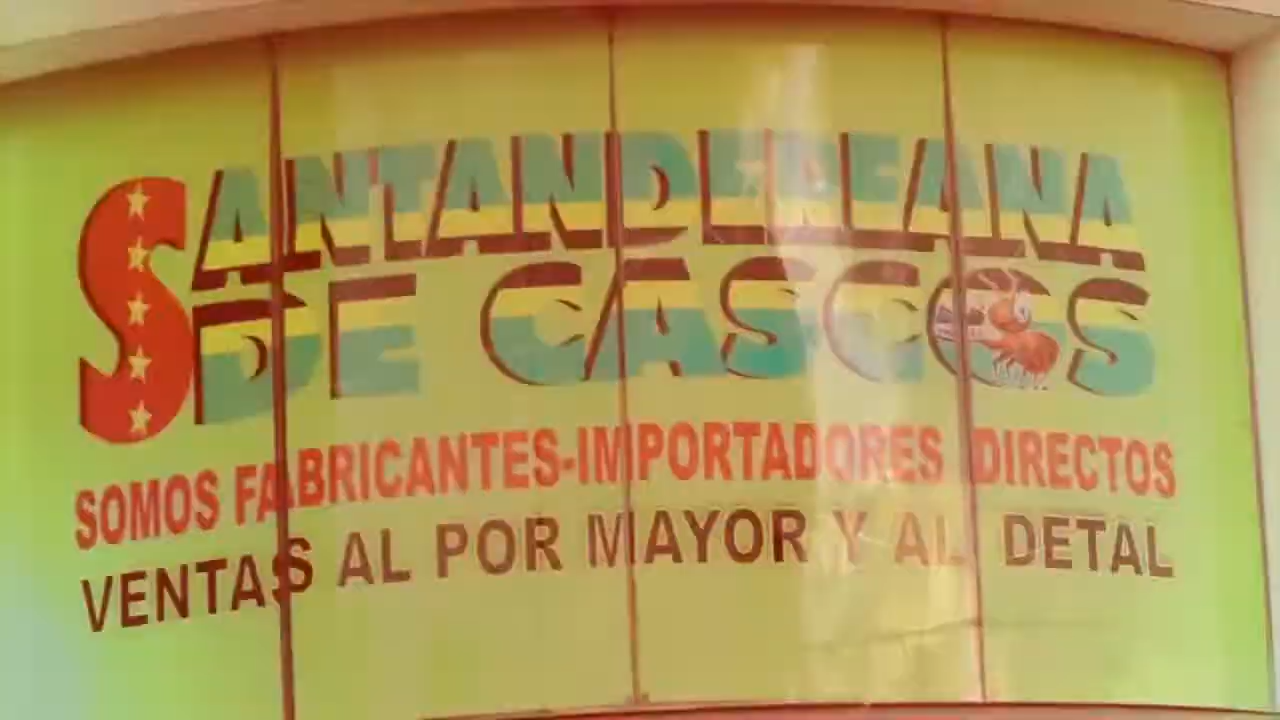 SANTANDEREANA
DE CASCOS
SOMOS FABRICANTES-IMPORTADORES DIRECTOS
VENTAS AL POR MAYOR Y AL DETAL